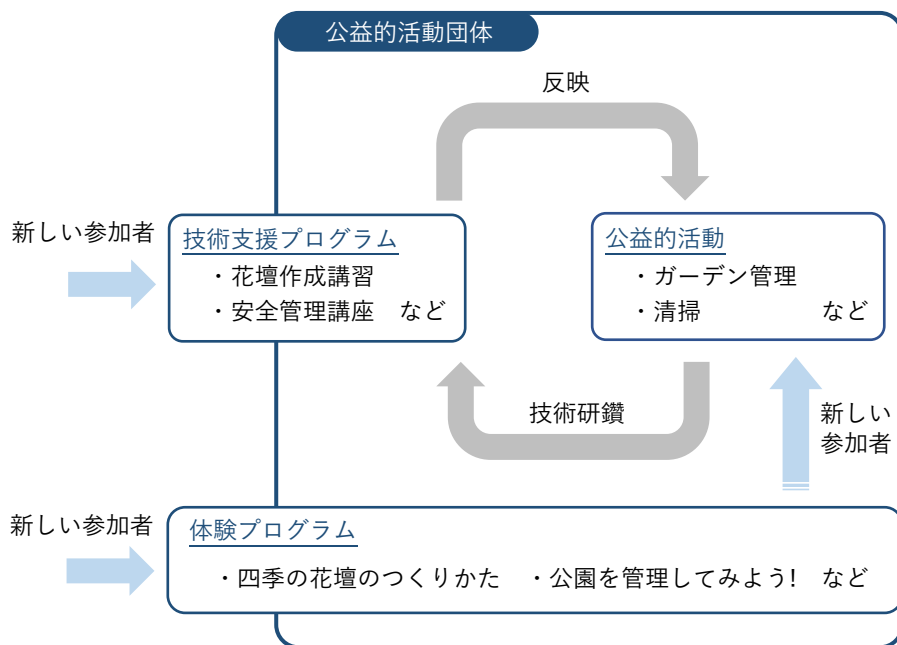 公益的活動団体
反映
新しい参加者
技術支援プログラム
・花壇作成講習
・安全管理講座　など
公益的活動
・ガーデン管理
・清掃　など
技術研鑽
新しい
参加者
新しい参加者
体験プログラム
・四季の花壇のつくりかた　・公園を管理してみよう!　など